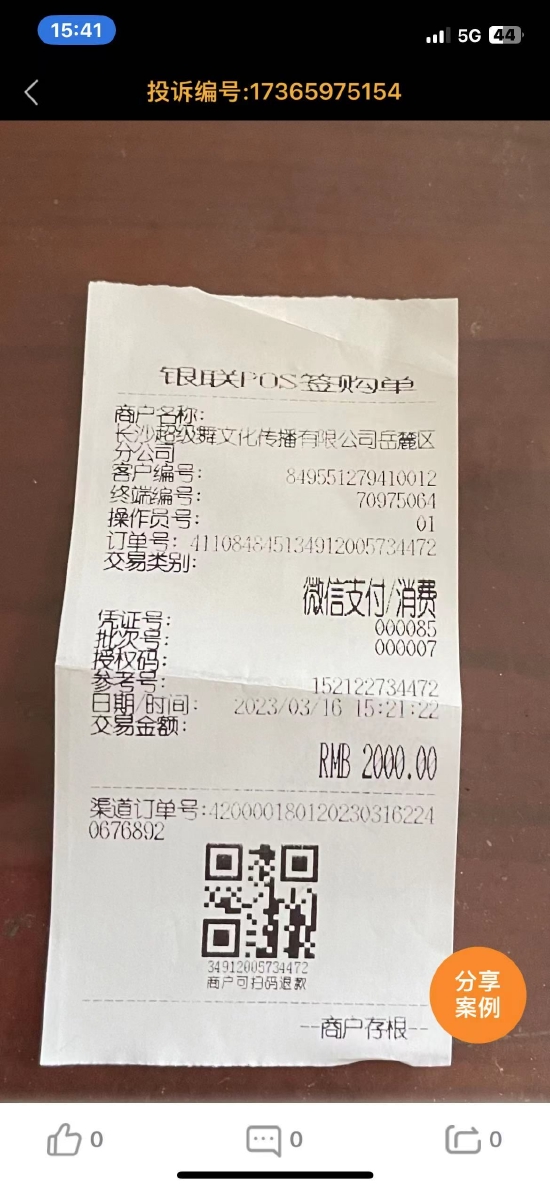 15:41
5G 44
投诉编号:17365975154
银联POS签购单
商户名称:
长沙超级舞文化传播有限公司岳麓区
分公司
客户编号: 849551279410012
终端编号: 70975064
操作员号: 01
订单号: 41108484513491200573­4472
交易类别:
微信支付/消费
凭证号: 000085
批次号: 000007
授权码:
参考号: 152122734472
日期/时间: 2023/03/16 15:21:22
交易金额:
RMB 2000.00
渠道订单号:420000180120230316224
0676892
34912005734472
商户可扫码退款
--商户存根--
分享
案例
0
0
0